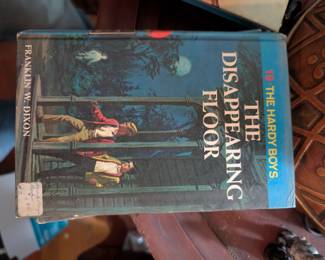 19 THE HARDY BOYS
THE
DISAPPEARING
FLOOR
FRANKLIN W. DIXON